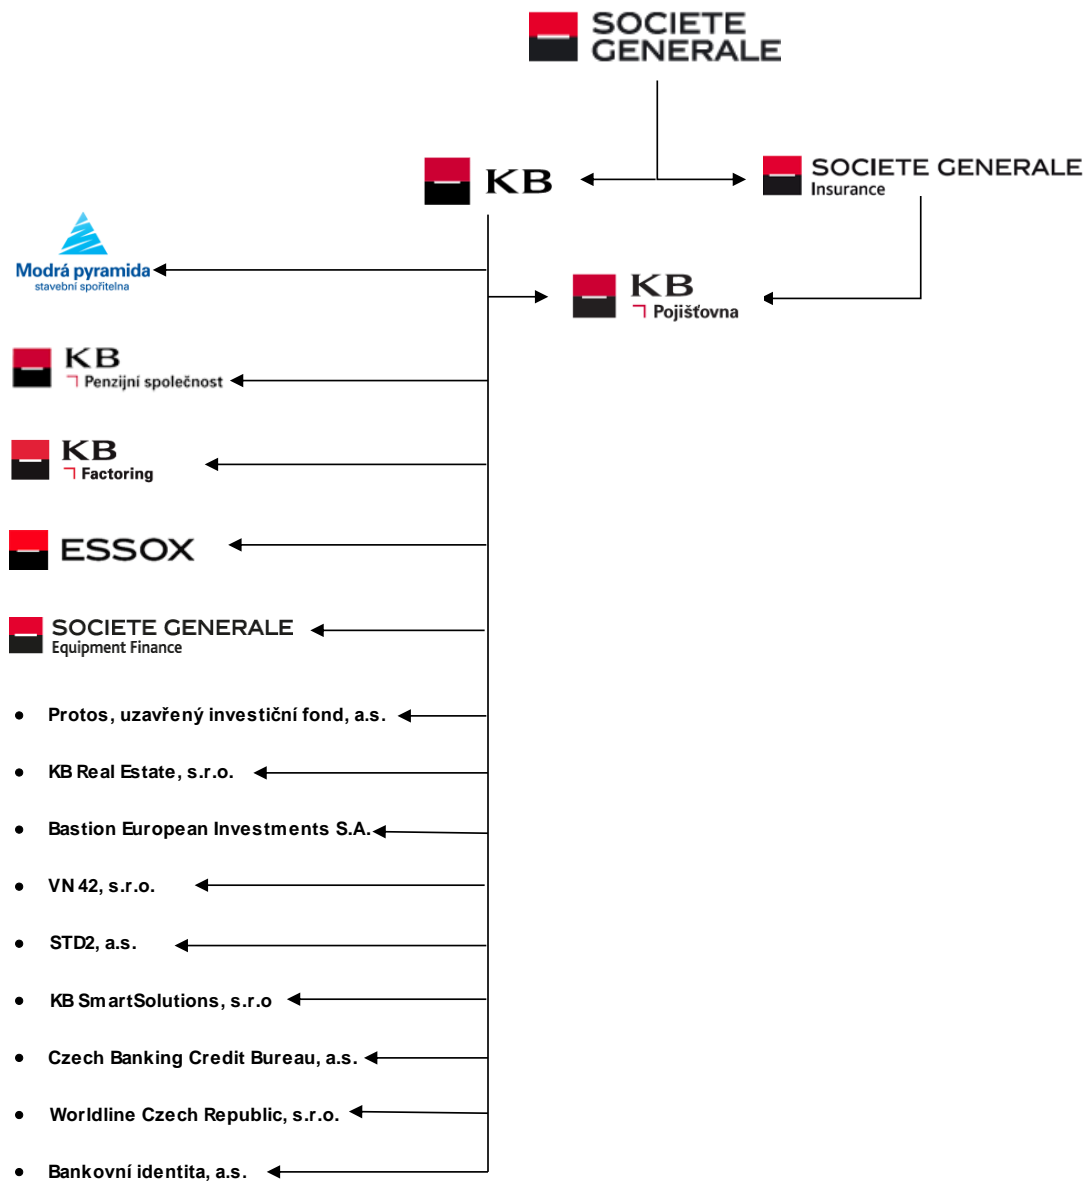 SOCIETE
GENERALE
KB
SOCIETE GENERALE
Insurance
Modrá pyramida
stavební spořitelna
KB
Pojišťovna
KB
Penzijní společnost
KB
Factoring
ESSOX
SOCIETE GENERALE
Equipment Finance
• Protos, uzavřený investiční fond, a.s.
• KB Real Estate, s.r.o.
• Bastion European Investments S.A.
• VN 42, s.r.o.
• STD2, a.s.
• KB SmartSolutions, s.r.o
• Czech Banking Credit Bureau, a.s.
• Worldline Czech Republic, s.r.o.
• Bankovní identita, a.s.